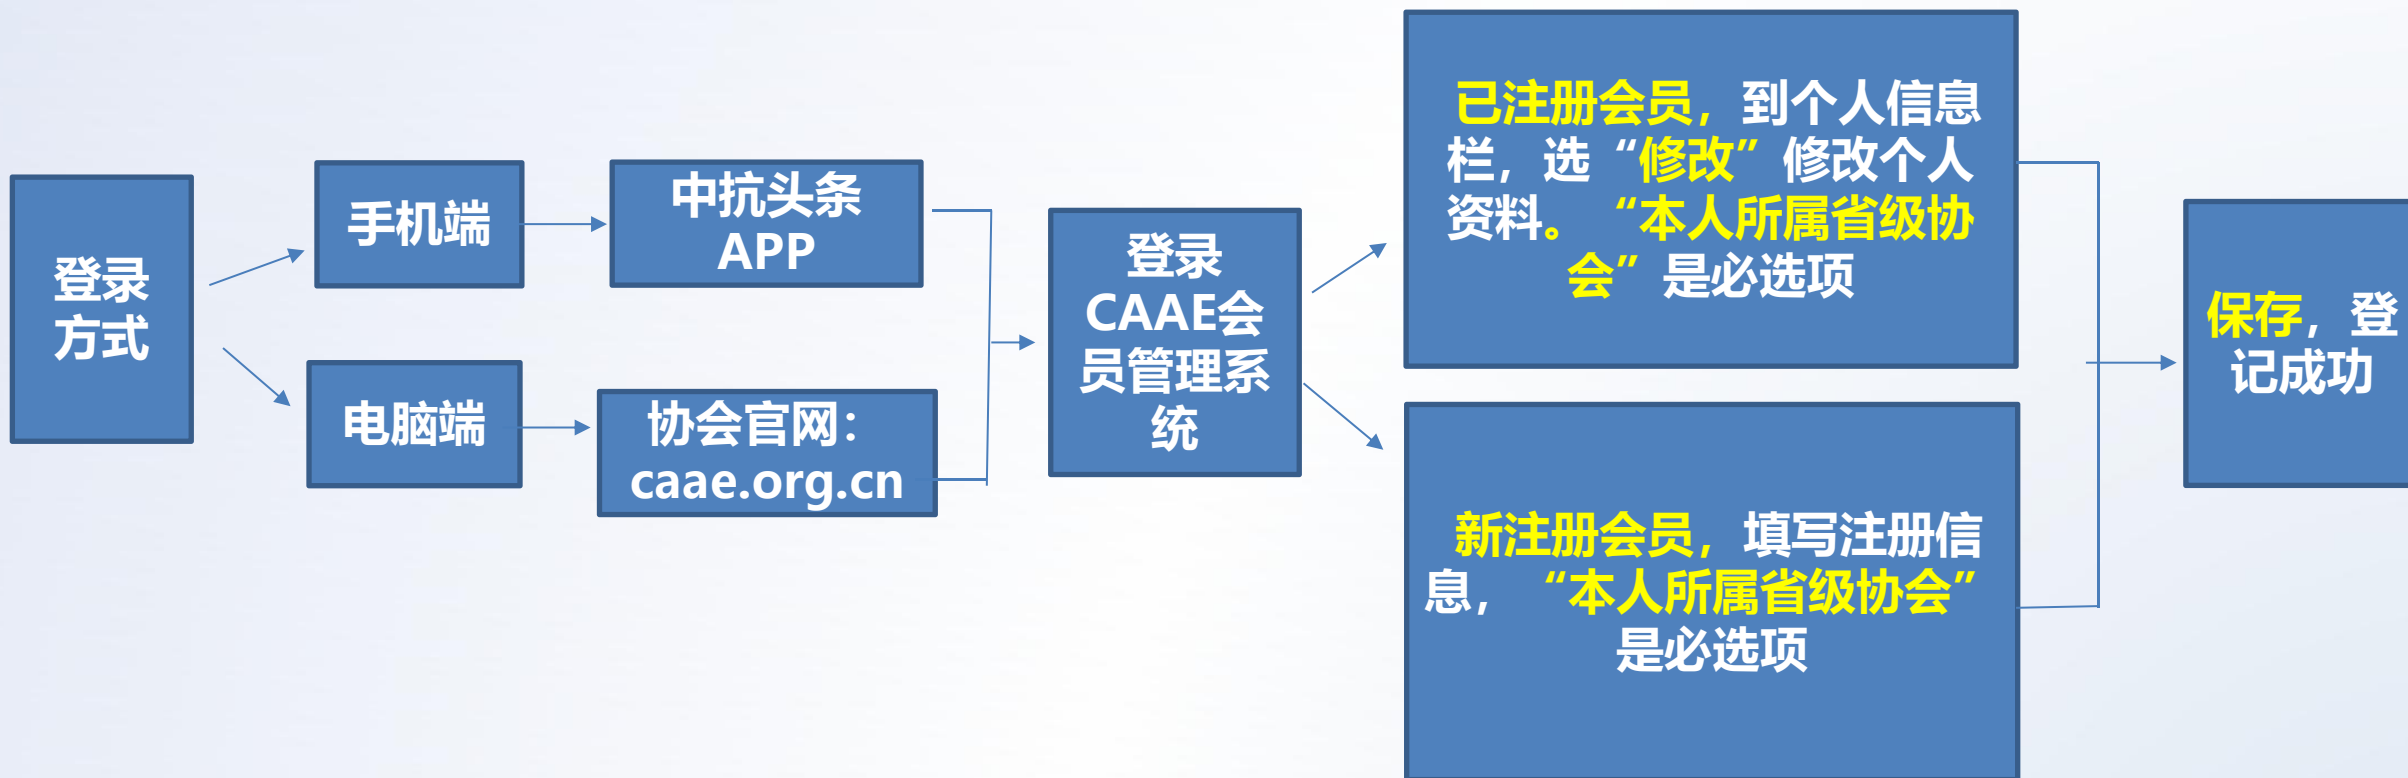 登录
方式
手机端
中抗头条
APP
电脑端
协会官网：
caae.org.cn
登录
CAAE会
员管理系
统
已注册会员，到个人信息
栏，选“修改”修改个人
资料。“本人所属省级协
会”是必选项
新注册会员，填写注册信
息，“本人所属省级协会”
是必选项
保存，登
记成功